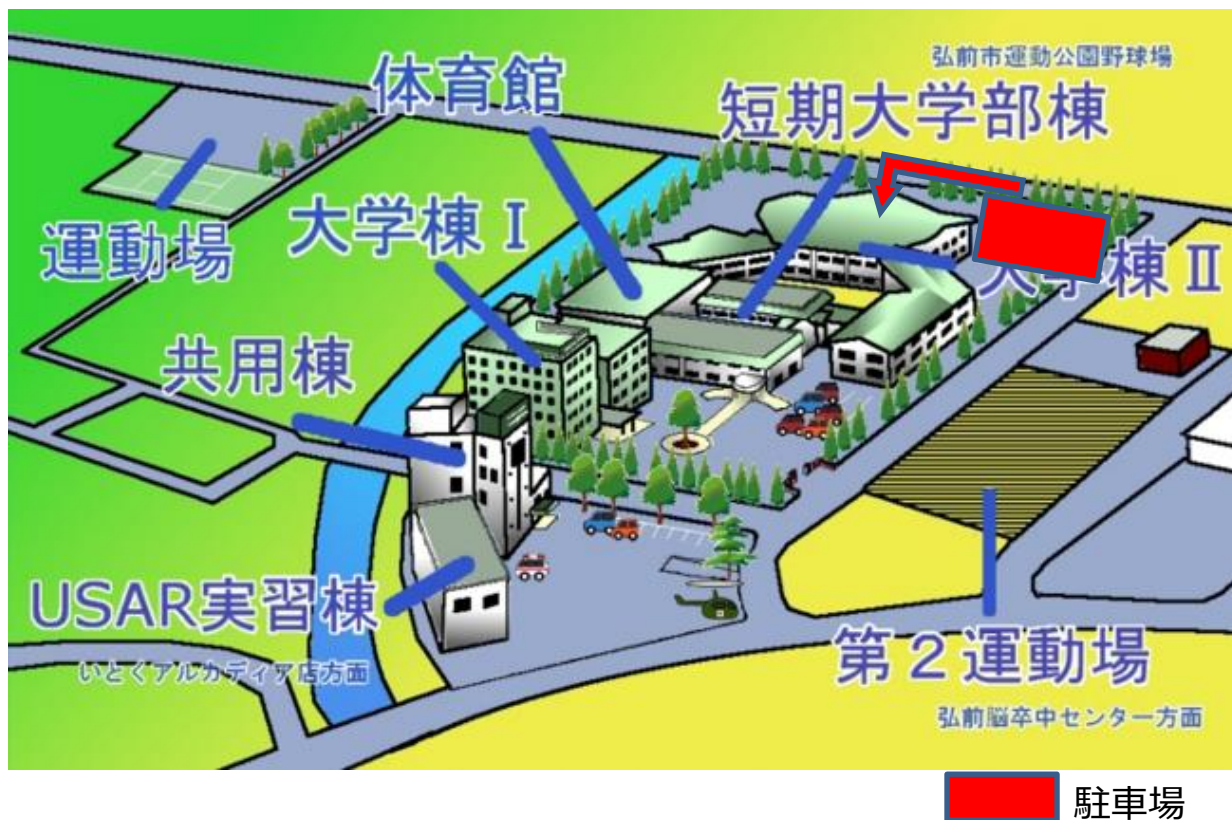 弘前市運動公園野球場
体育館
短期大学部棟
運動場
大学棟Ⅰ
大学棟Ⅱ
共用棟
USAR実習棟
いとくアルカディア店方面
第２運動場
弘前脳卒中センター方面
駐車場